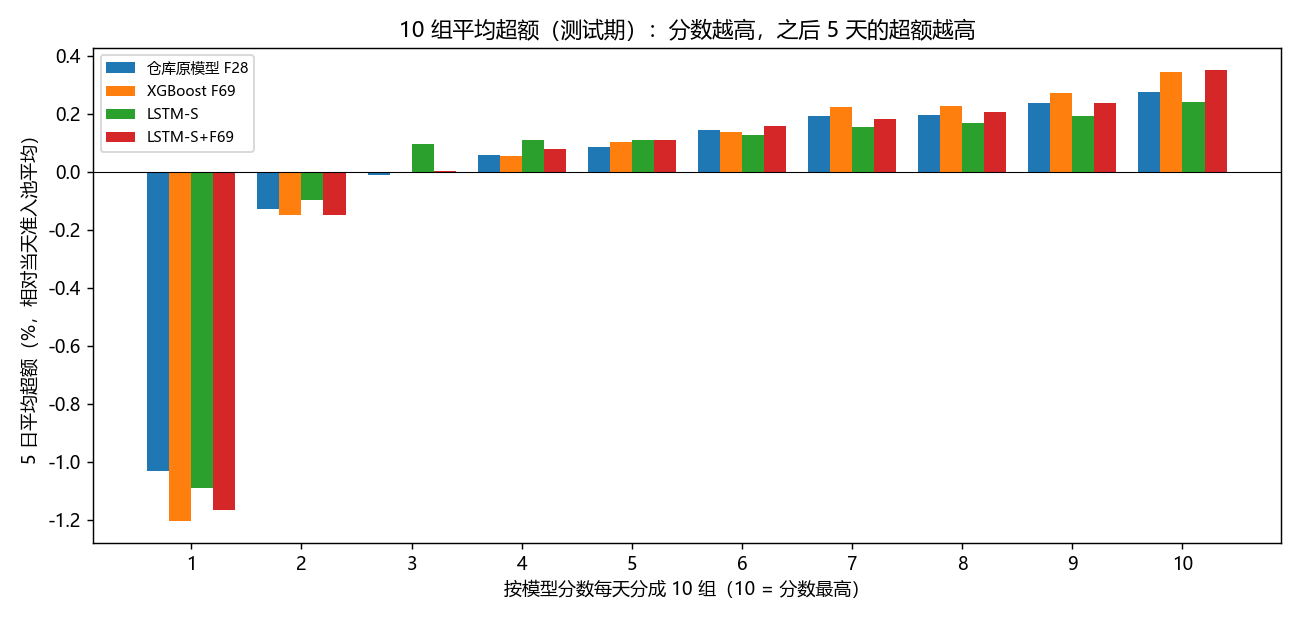 10 组平均超额（测试期）：分数越高，之后 5 天的超额越高
仓库原模型 F28
XGBoost F69
LSTM-S
LSTM-S+F69
5 日平均超额（%，相对当天准入池平均）
0.4
0.2
0.0
-0.2
-0.4
-0.6
-0.8
-1.0
-1.2
1 2 3 4 5 6 7 8 9 10
按模型分数每天分成 10 组（10 = 分数最高）